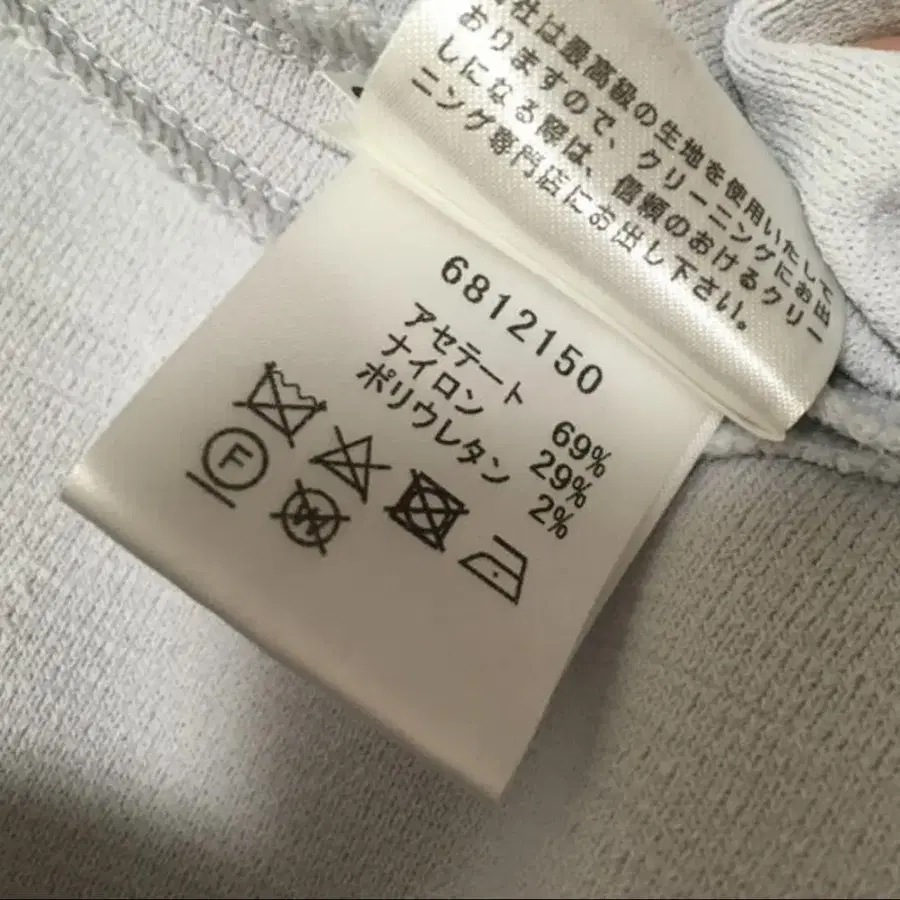 社は最高級の生地を使用いたして
おりますので、クリーニングにお出
しになる際は、信頼のおけるクリー
ニング専門店にお出し下さい。
6812150
アセテート 69%
ナイロン 29%
ポリウレタン 2%
F
W